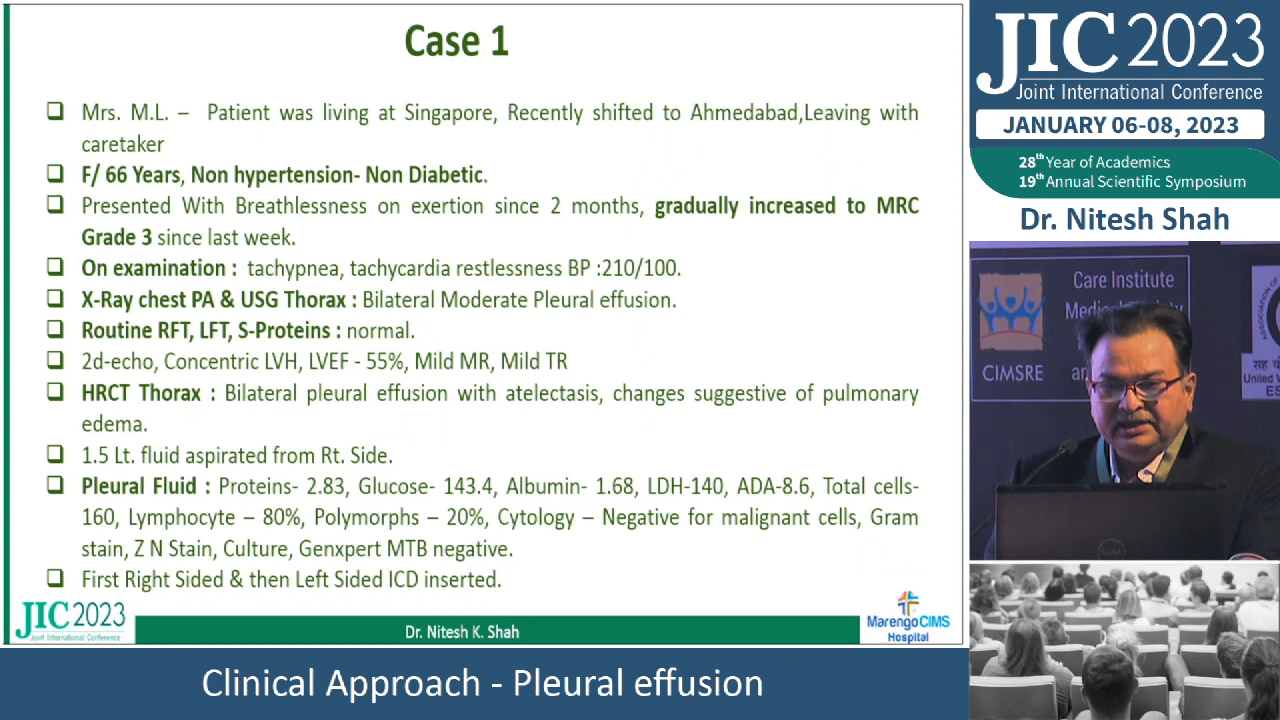 Case 1
Mrs. M.L. – Patient was living at Singapore, Recently shifted to Ahmedabad,Leaving with
caretaker
F/ 66 Years, Non hypertension- Non Diabetic.
Presented With Breathlessness on exertion since 2 months, gradually increased to MRC
Grade 3 since last week.
On examination : tachypnea, tachycardia restlessness BP :210/100.
X-Ray chest PA & USG Thorax : Bilateral Moderate Pleural effusion.
Routine RFT, LFT, S-Proteins : normal.
2d-echo, Concentric LVH, LVEF - 55%, Mild MR, Mild TR
HRCT Thorax : Bilateral pleural effusion with atelectasis, changes suggestive of pulmonary
edema.
1.5 Lt. fluid aspirated from Rt. Side.
Pleural Fluid : Proteins- 2.83, Glucose- 143.4, Albumin- 1.68, LDH-140, ADA-8.6, Total cells-
160, Lymphocyte – 80%, Polymorphs – 20%, Cytology – Negative for malignant cells, Gram
stain, Z N Stain, Culture, Genxpert MTB negative.
First Right Sided & then Left Sided ICD inserted.
JIC 2023
Joint International Conference
Dr. Nitesh K. Shah
Marengo CIMS
Hospital
Clinical Approach - Pleural effusion
JIC 2023
Joint International Conference
JANUARY 06-08, 2023
28th Year of Academics
19th Annual Scientific Symposium
Dr. Nitesh Shah
Care Institute
CIMSRE